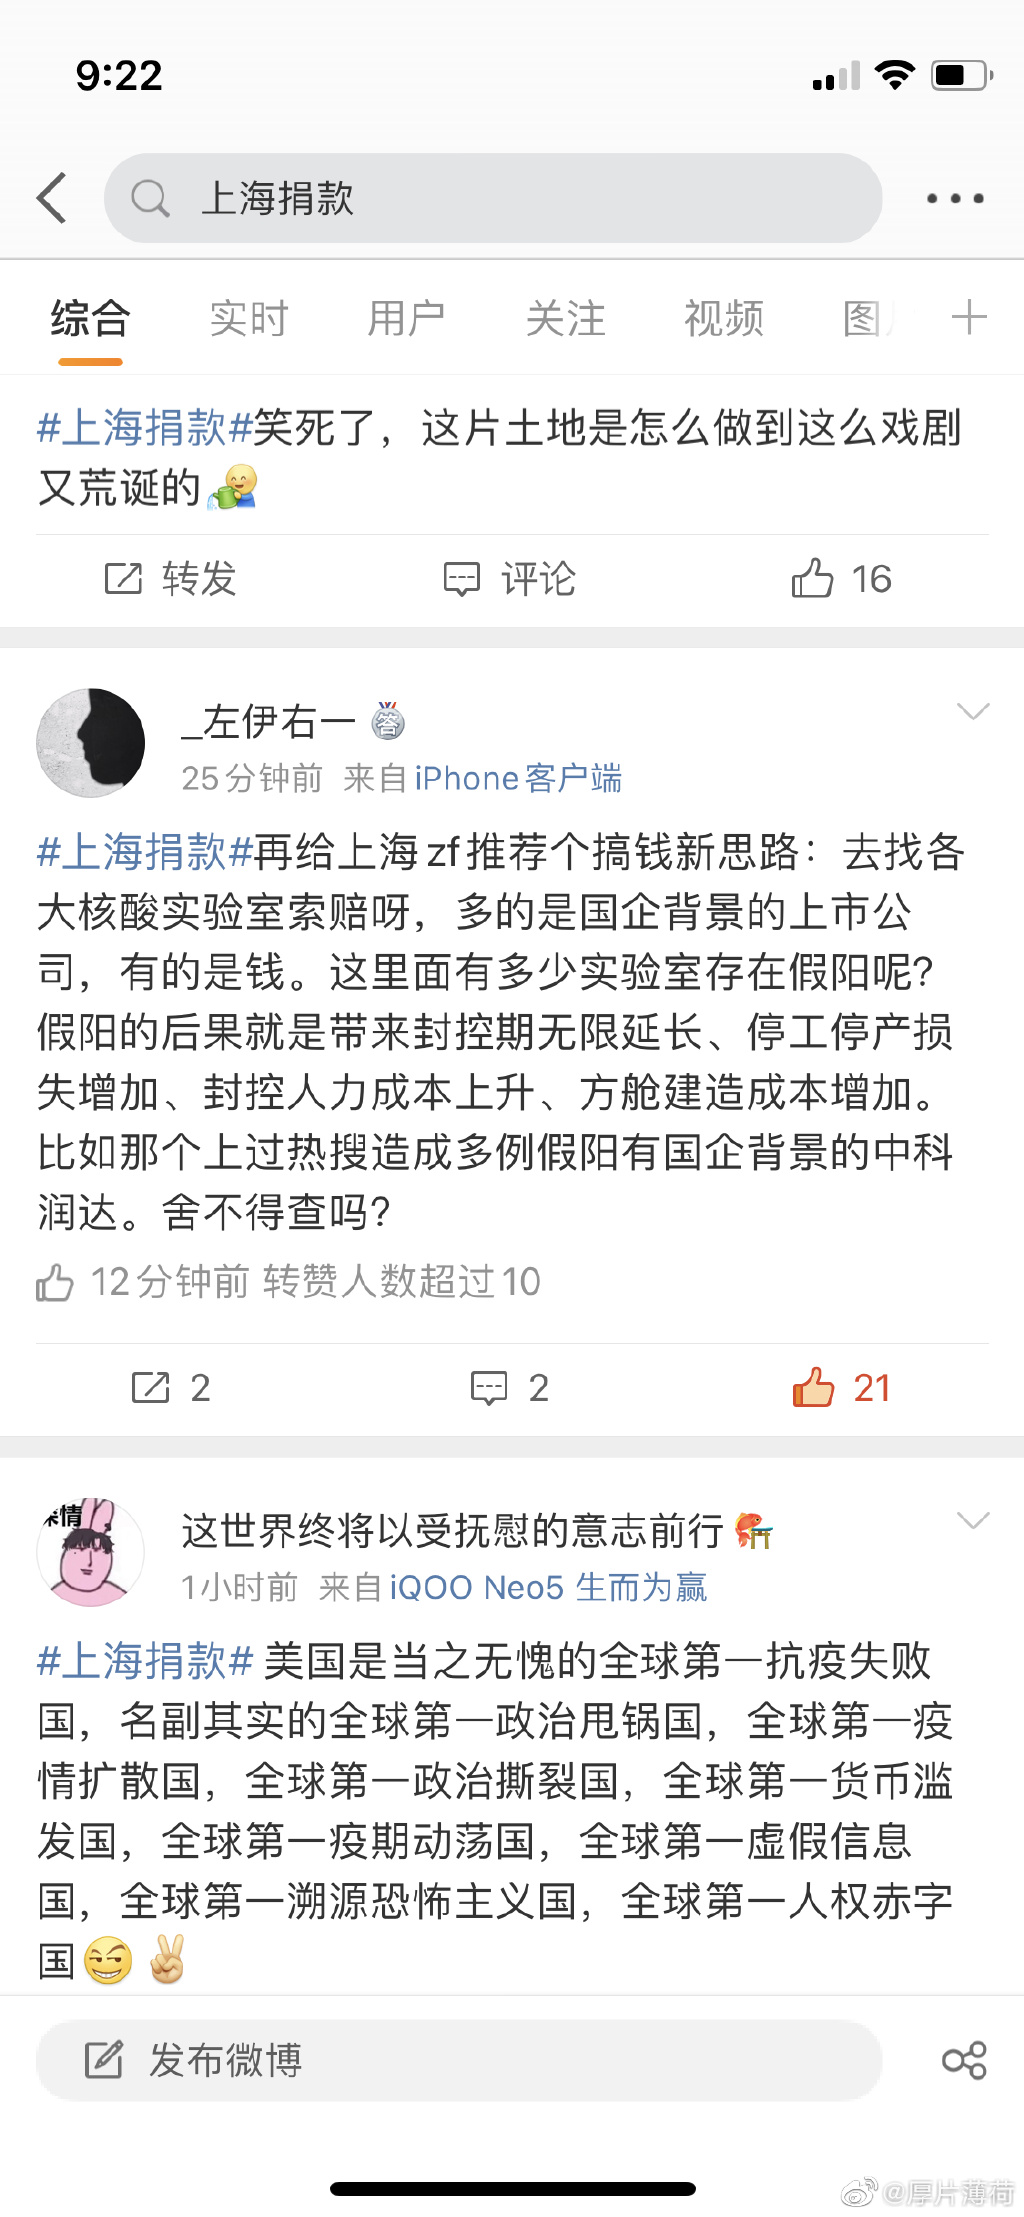 9:22
上海捐款
综合 实时 用户 关注 视频 图
#上海捐款#笑死了，这片土地是怎么做到这么戏剧
又荒诞的
转发 评论 16
_左伊右一 答
25分钟前 来自iPhone客户端
#上海捐款#再给上海zf推荐个搞钱新思路：去找各
大核酸实验室索赔呀，多的是国企背景的上市公
司，有的是钱。这里面有多少实验室存在假阳呢？
假阳的后果就是带来封控期无限延长、停工停产损
失增加、封控人力成本上升、方舱建造成本增加。
比如那个上过热搜造成多例假阳有国企背景的中科
润达。舍不得查吗？
12分钟前 转赞人数超过10
2 2 21
亲情
这世界终将以受抚慰的意志前行
1小时前 来自iQOO Neo5 生而为赢
#上海捐款# 美国是当之无愧的全球第一抗疫失败
国，名副其实的全球第一政治甩锅国，全球第一疫
情扩散国，全球第一政治撕裂国，全球第一货币滥
发国，全球第一疫期动荡国，全球第一虚假信息
国，全球第一溯源恐怖主义国，全球第一人权赤字
国
发布微博
@厚片薄荷